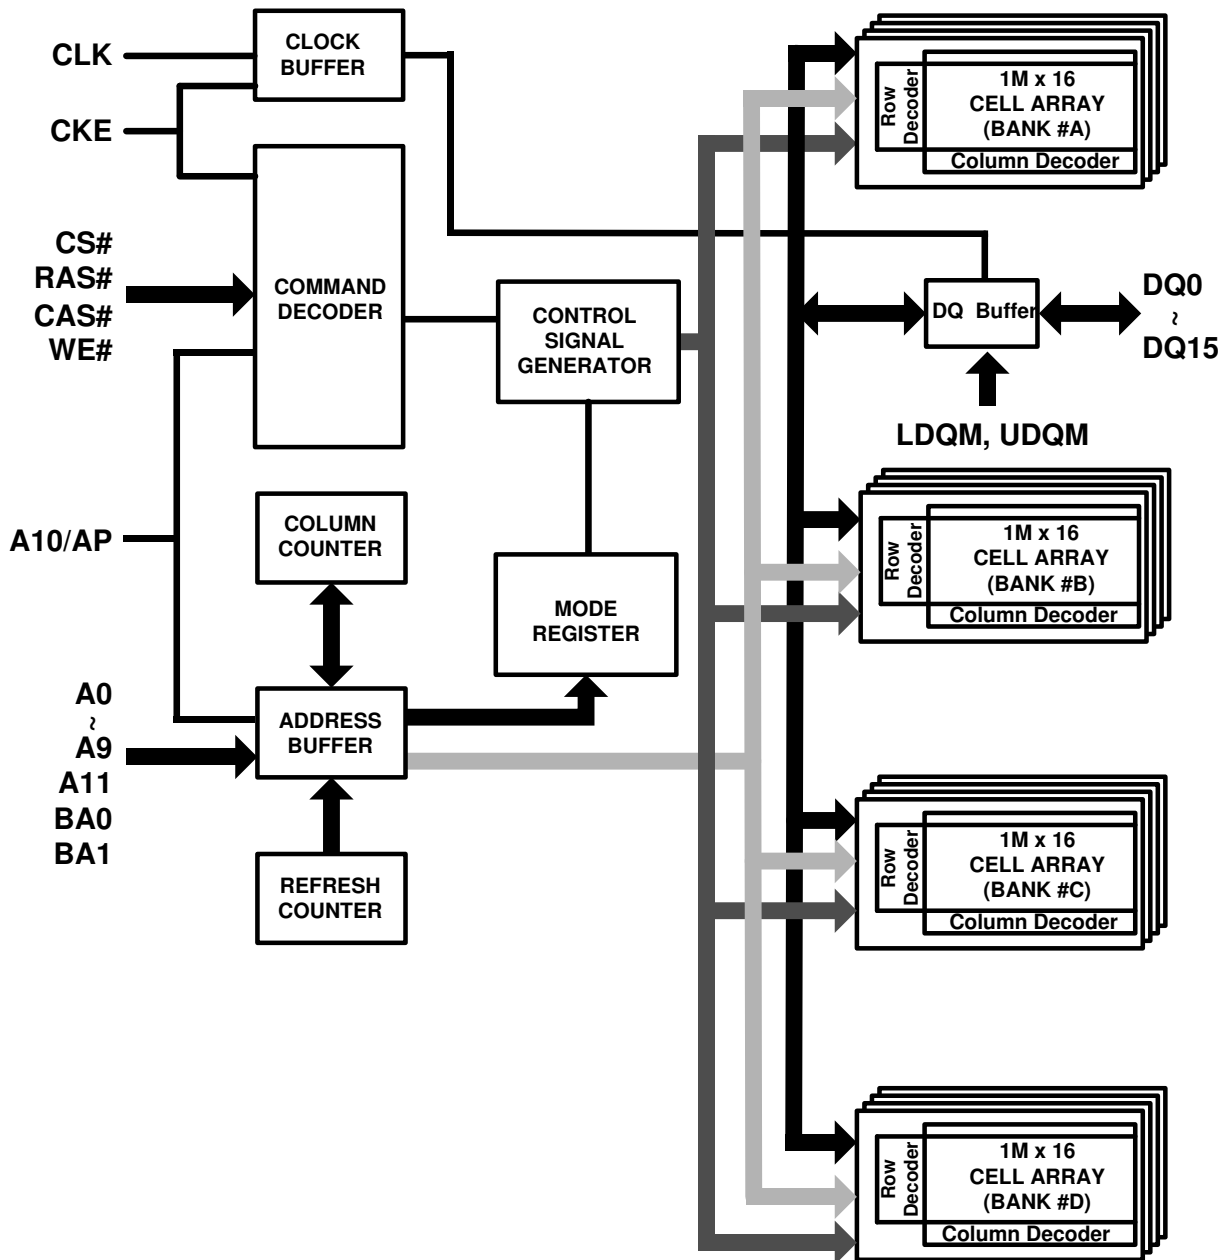 CLK
CKE
CLOCK
BUFFER
CS#
RAS#
CAS#
WE#
COMMAND
DECODER
CONTROL
SIGNAL
GENERATOR
A10/AP
COLUMN
COUNTER
MODE
REGISTER
A0
~
A9
A11
BA0
BA1
ADDRESS
BUFFER
REFRESH
COUNTER
Row
Decoder
1M x 16
CELL ARRAY
(BANK #A)
Column Decoder
DQ Buffer
DQ0
~
DQ15
LDQM, UDQM
Row
Decoder
1M x 16
CELL ARRAY
(BANK #B)
Column Decoder
Row
Decoder
1M x 16
CELL ARRAY
(BANK #C)
Column Decoder
Row
Decoder
1M x 16
CELL ARRAY
(BANK #D)
Column Decoder